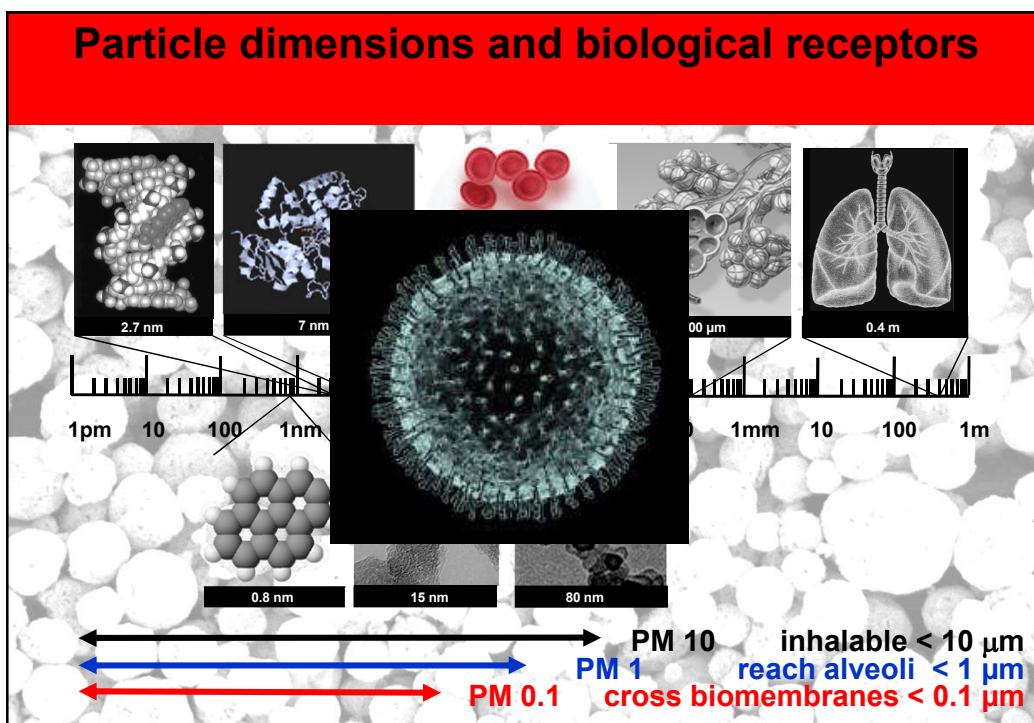 Particle dimensions and biological receptors
2.7 nm
7 nm
00 µm
0.4 m
1pm 10 100 1nm 0 1mm 10 100 1m
0.8 nm
15 nm
80 nm
PM 10 inhalable < 10 µm
PM 1 reach alveoli < 1 µm
PM 0.1 cross biomembranes < 0.1 µm